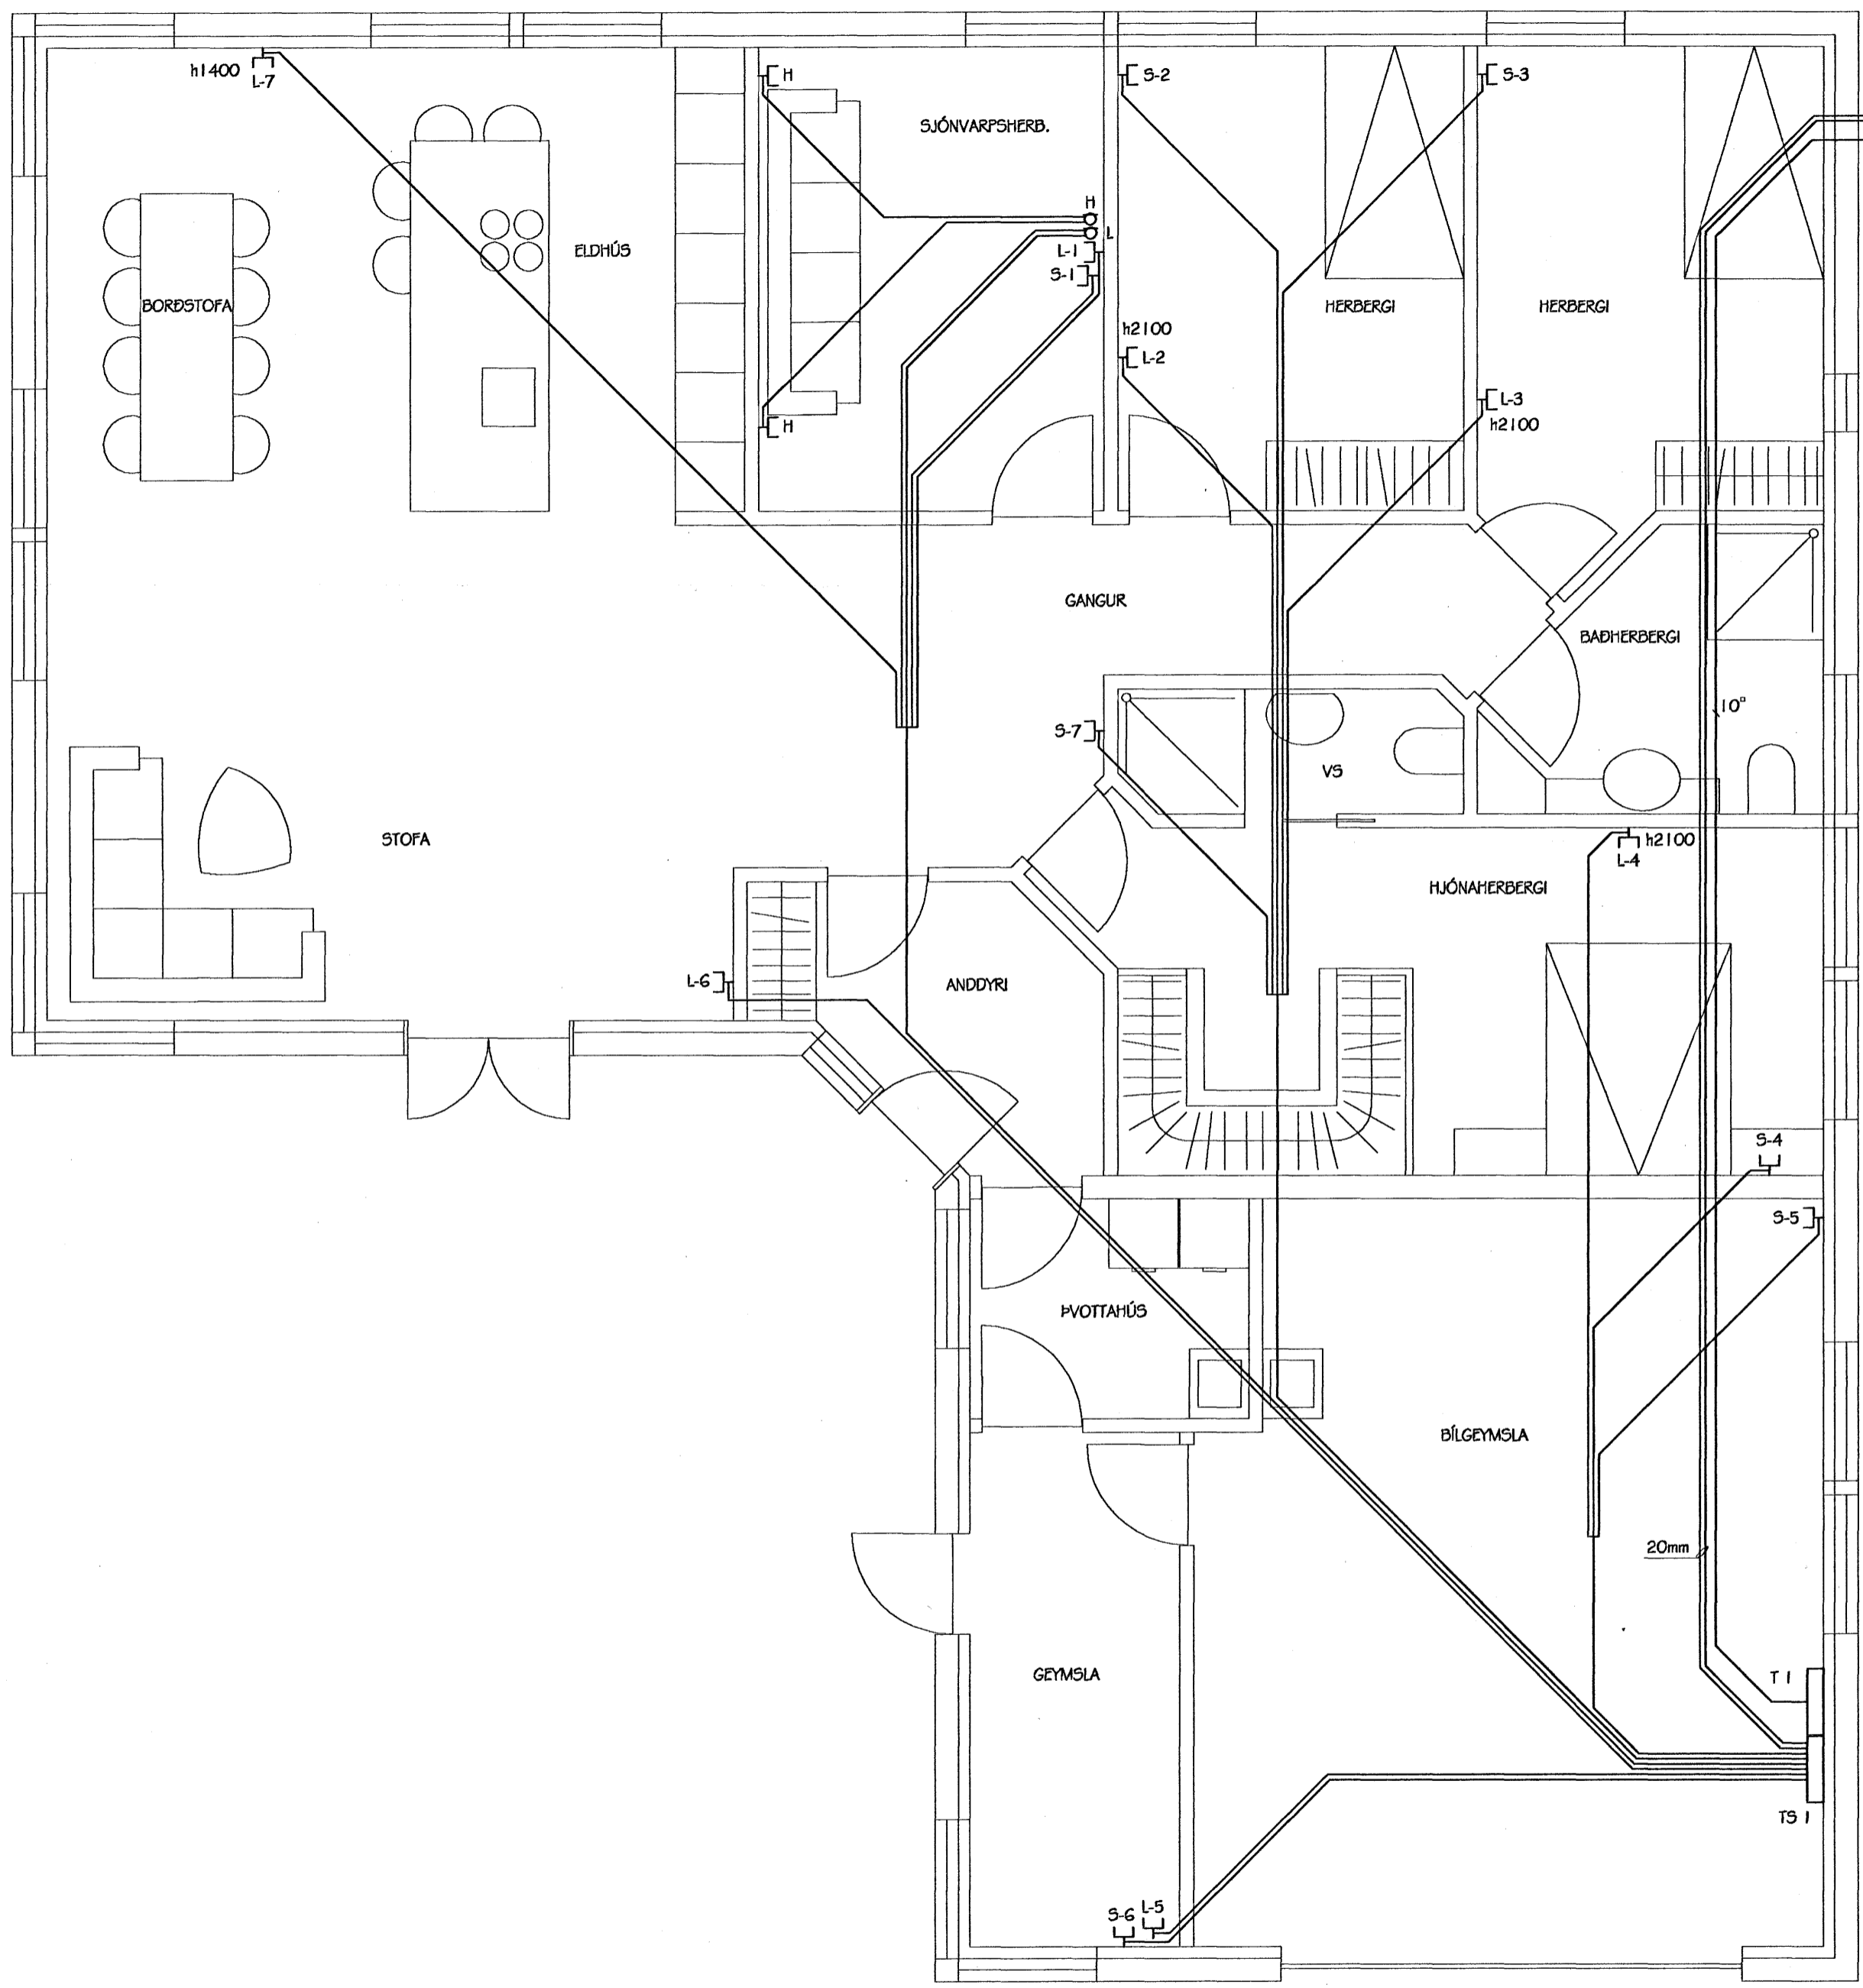 h1400
L-7
H
S-2
S-3
SJÓNVARPSHERB.
H
L
L-1
S-1
ELDHÚS
BORÐSTOFA
HERBERGI
HERBERGI
h2100
L-2
L-3
h2100
H
GANGUR
BAÐHERBERGI
10"
S-7
VS
STOFA
h2100
L-4
HJÓNAHERBERGI
L-6
ANDDYRI
S-4
S-5
ÞVOTTAHÚS
BÍLGEYMSLA
20mm
GEYMSLA
T 1
TS 1
S-6
L-5